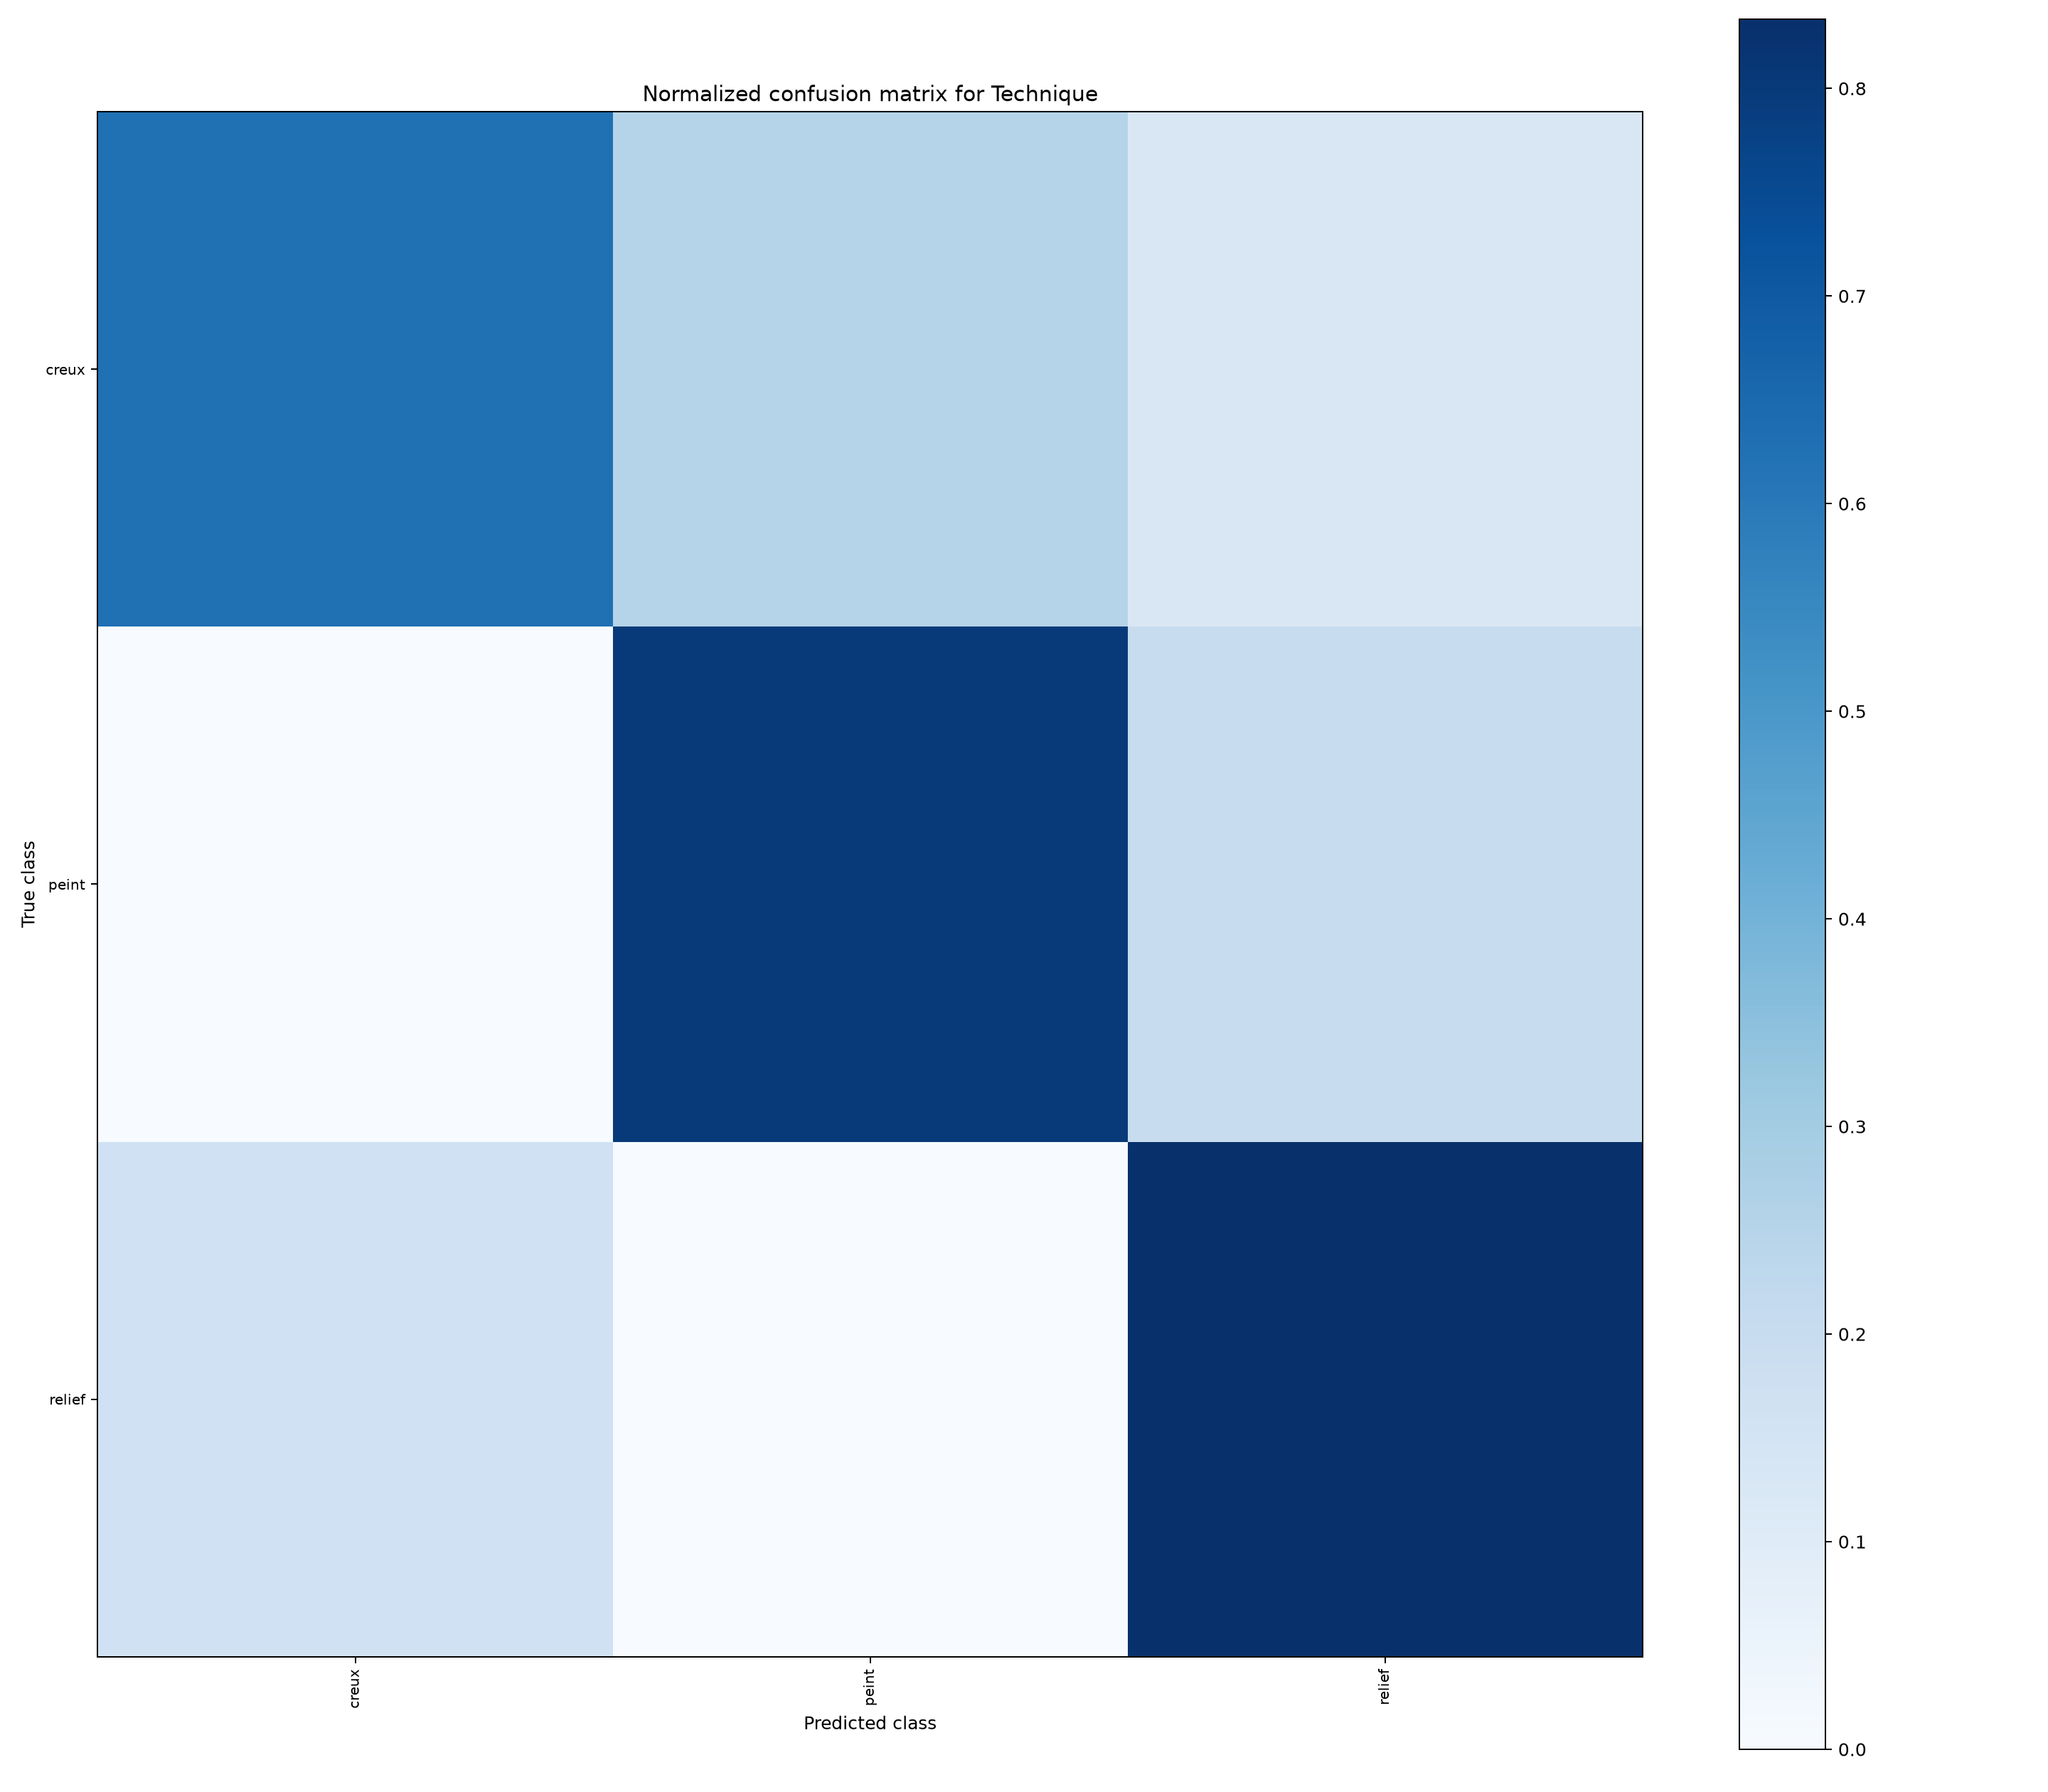 Normalized confusion matrix for Technique
True class
creux
peint
relief
creux
peint
relief
Predicted class
0.8
0.7
0.6
0.5
0.4
0.3
0.2
0.1
0.0